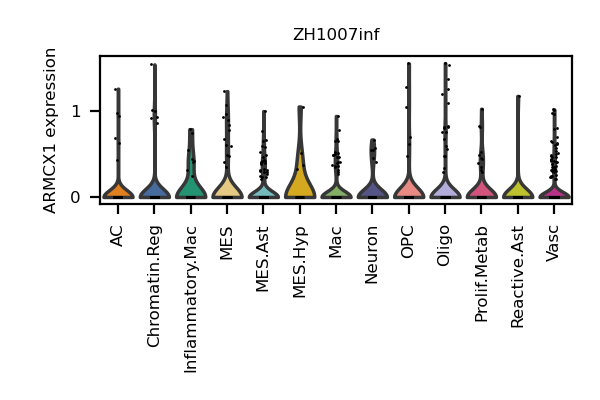 ZH1007inf
ARMCX1 expression
1
0
AC
Chromatin.Reg
Inflammatory.Mac
MES
MES.Ast
MES.Hyp
Mac
Neuron
OPC
Oligo
Prolif.Metab
Reactive.Ast
Vasc